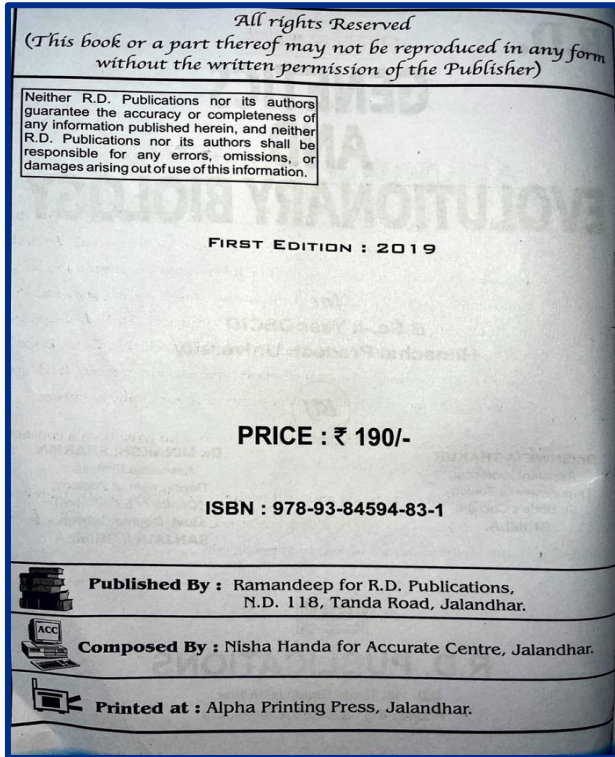 All rights Reserved
(This book or a part thereof may not be reproduced in any form
without the written permission of the Publisher)
Neither R.D. Publications nor its authors
guarantee the accuracy or completeness of
any information published herein, and neither
R.D. Publications nor its authors shall be
responsible for any errors, omissions, or
damages arising out of use of this information.
FIRST EDITION : 2019
PRICE : ₹ 190/-
ISBN : 978-93-84594-83-1
Published By : Ramandeep for R.D. Publications,
N.D. 118, Tanda Road, Jalandhar.
ACC
Composed By : Nisha Handa for Accurate Centre, Jalandhar.
Printed at : Alpha Printing Press, Jalandhar.